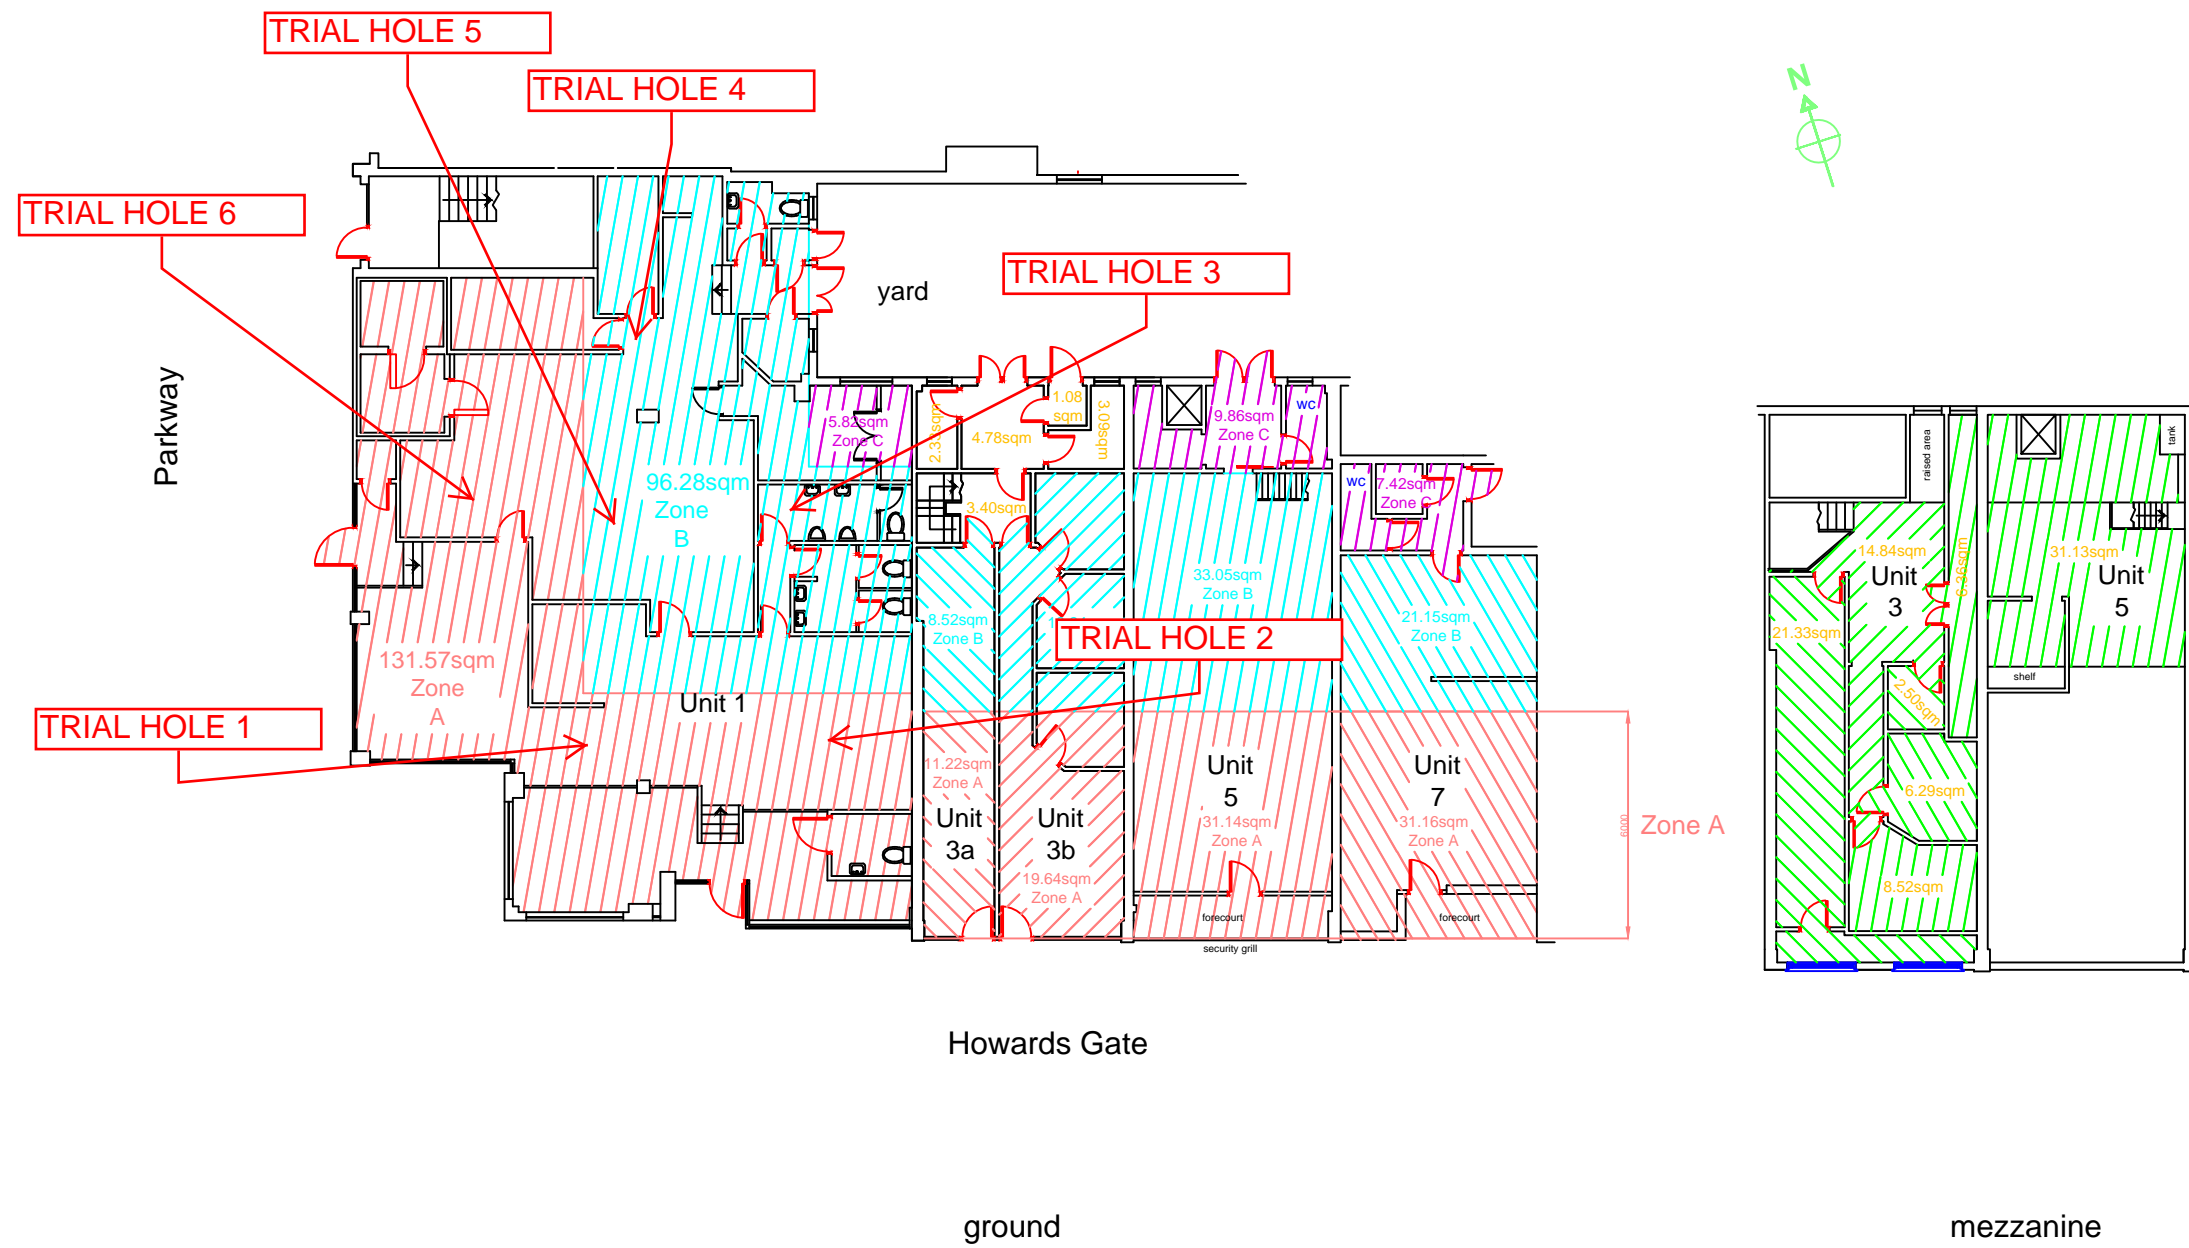 TRIAL HOLE 5
TRIAL HOLE 4
N
TRIAL HOLE 6
TRIAL HOLE 3
yard
Parkway
1.08
sqm
wc
9.86sqm
Zone C
5.82sqm
Zone C
4.78sqm
3.09sqm
raised area
tank
96.28sqm
Zone
B
wc
7.42sqm
Zone C
3.40sqm
14.84sqm
Unit
3
6.36sqm
31.13sqm
Unit
5
33.05sqm
Zone B
8.52sqm
Zone B
21.15sqm
Zone B
TRIAL HOLE 2
21.33sqm
131.57sqm
Zone
A
shelf
2.50sqm
Unit 1
TRIAL HOLE 1
11.22sqm
Zone A
Unit
3a
Unit
3b
19.64sqm
Zone A
Unit
5
31.14sqm
Zone A
Unit
7
31.16sqm
Zone A
6000
Zone A
6.29sqm
8.52sqm
forecourt
forecourt
security grill
Howards Gate
ground
mezzanine